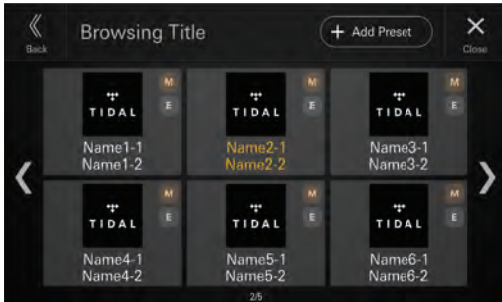 Browsing Title
+ Add Preset
Back
Close
TIDAL
M
E
Name1-1
Name1-2
TIDAL
M
E
Name2-1
Name2-2
TIDAL
M
E
Name3-1
Name3-2
TIDAL
M
E
Name4-1
Name4-2
TIDAL
M
E
Name5-1
Name5-2
TIDAL
M
E
Name6-1
Name6-2
2/5